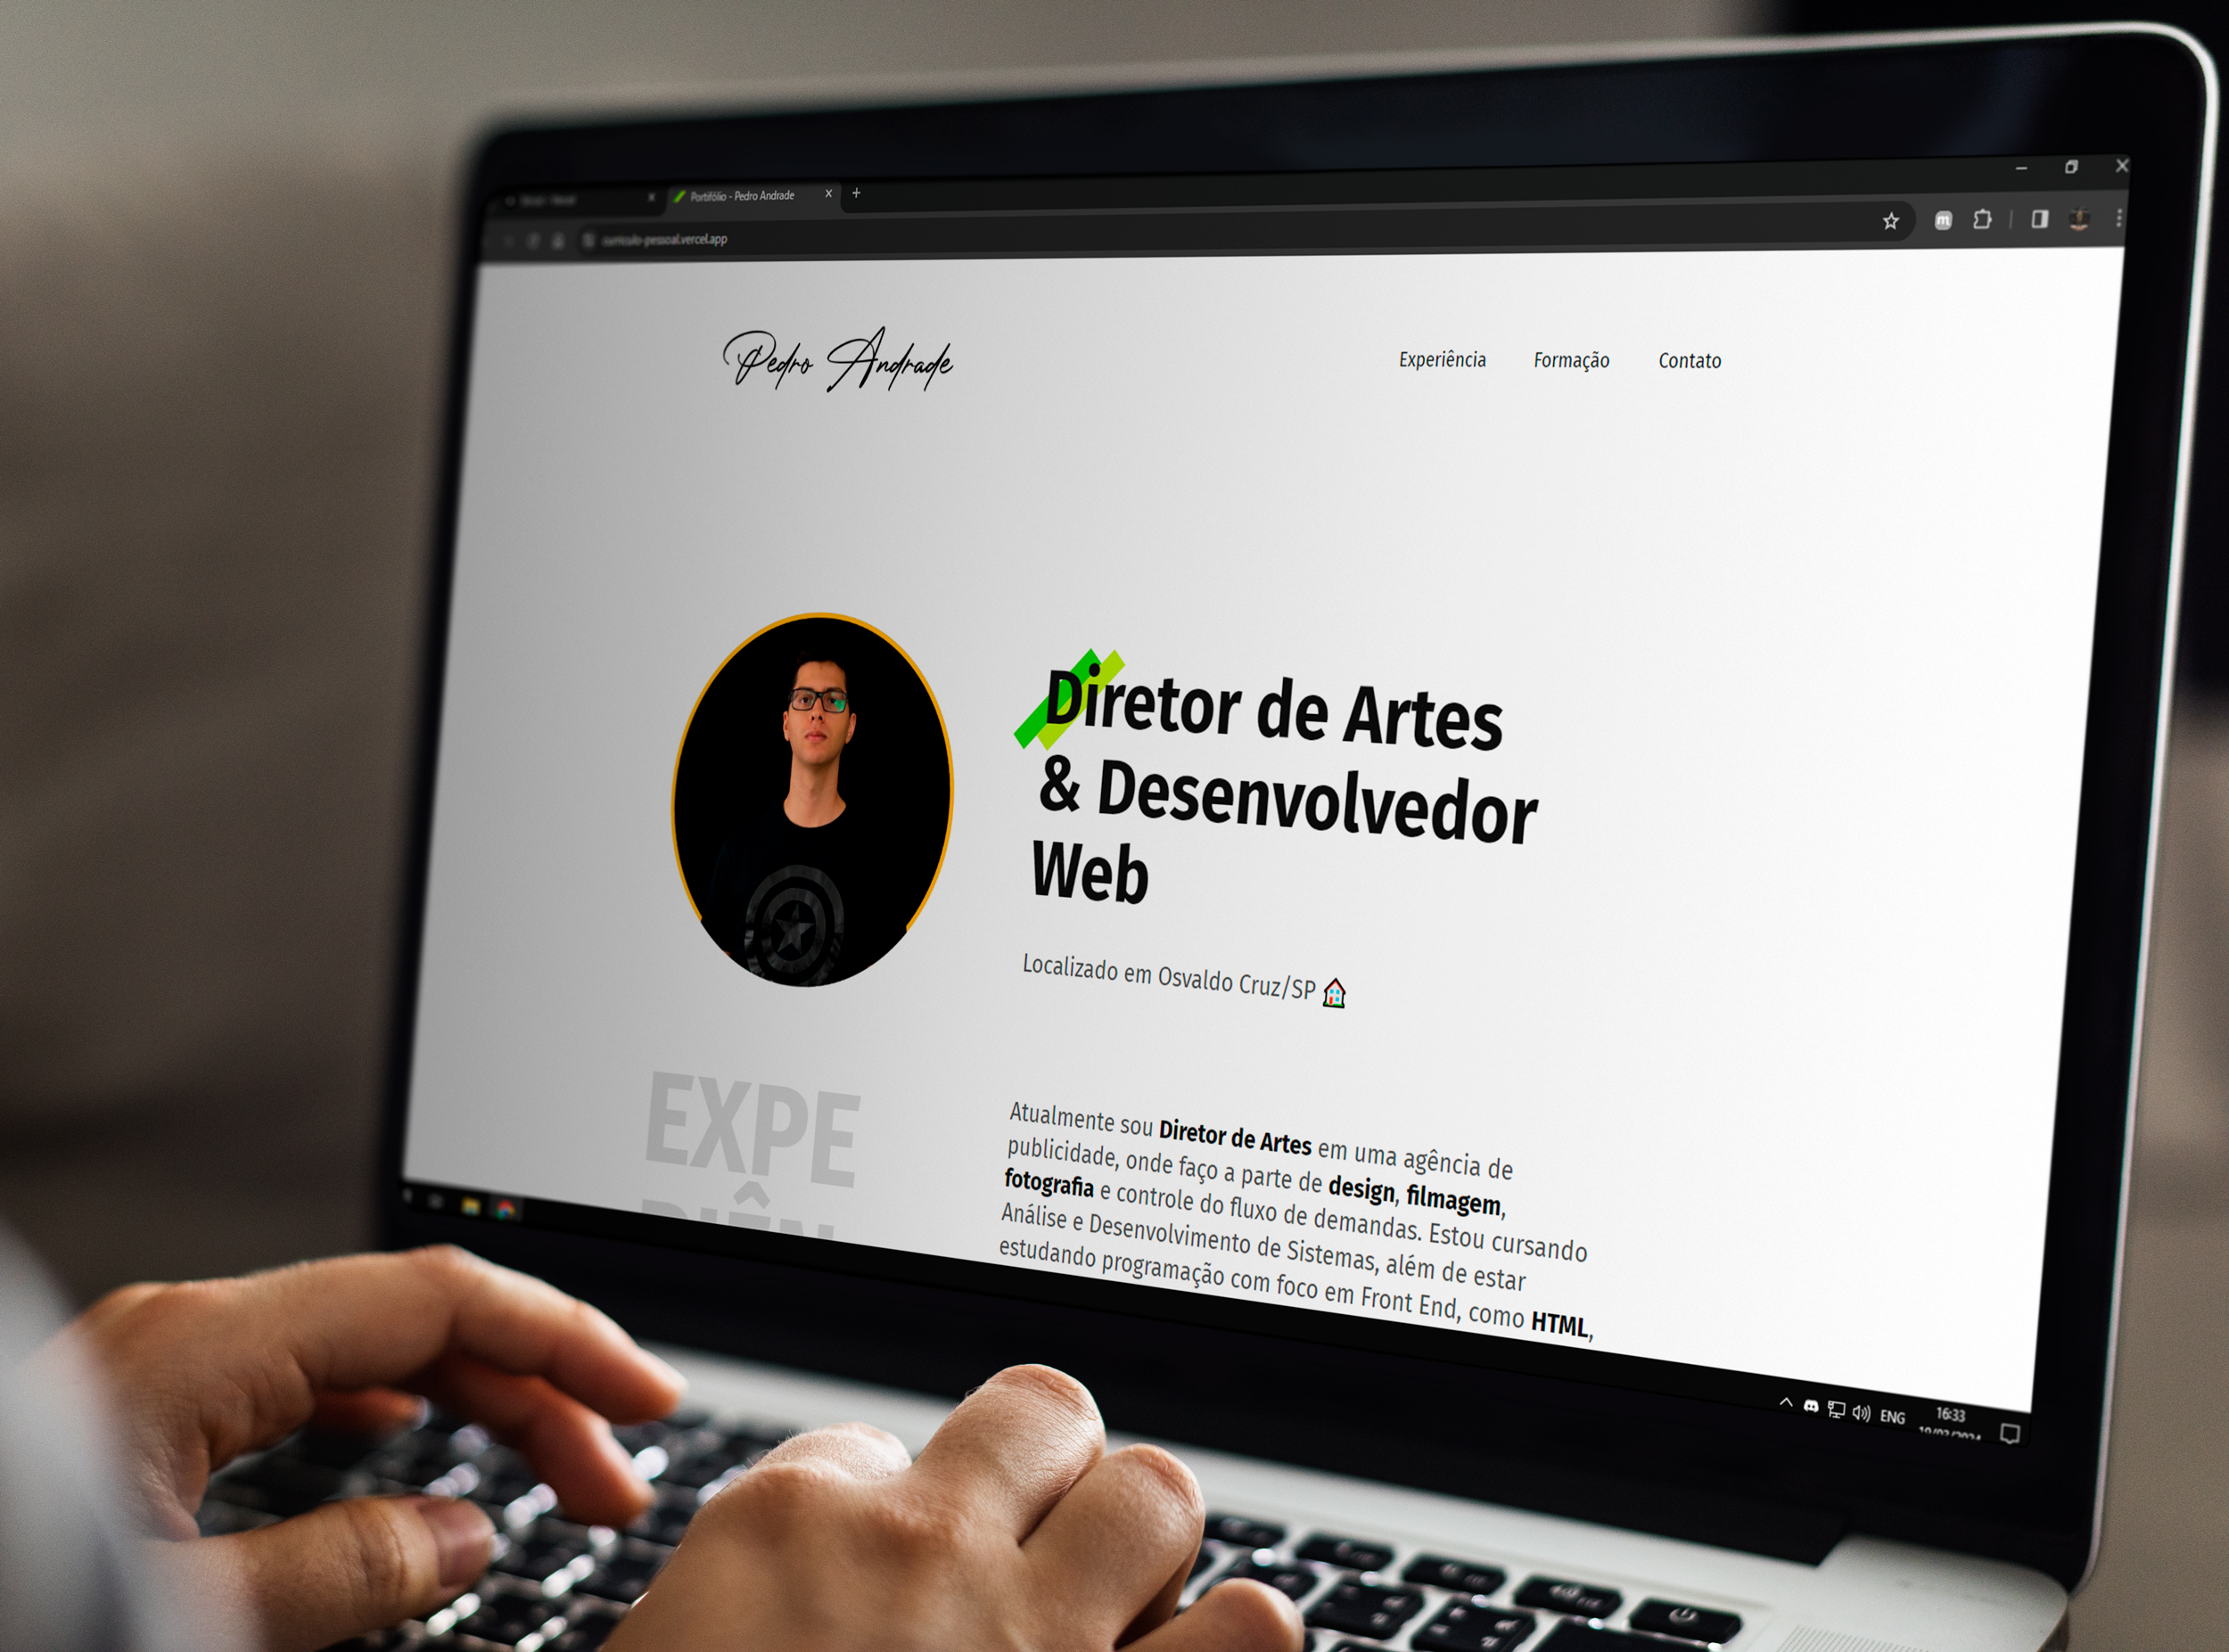 Portifólio - Pedro Andrade
curriculo-pessoal.vercel.app
Pedro Andrade
Experiência Formação Contato
Diretor de Artes
& Desenvolvedor
Web
Localizado em Osvaldo Cruz/SP
EXPE
RIÊN
Atualmente sou Diretor de Artes em uma agência de
publicidade, onde faço a parte de design, filmagem,
fotografia e controle do fluxo de demandas. Estou cursando
Análise e Desenvolvimento de Sistemas, além de estar
estudando programação com foco em Front End, como HTML,
ENG
16:33